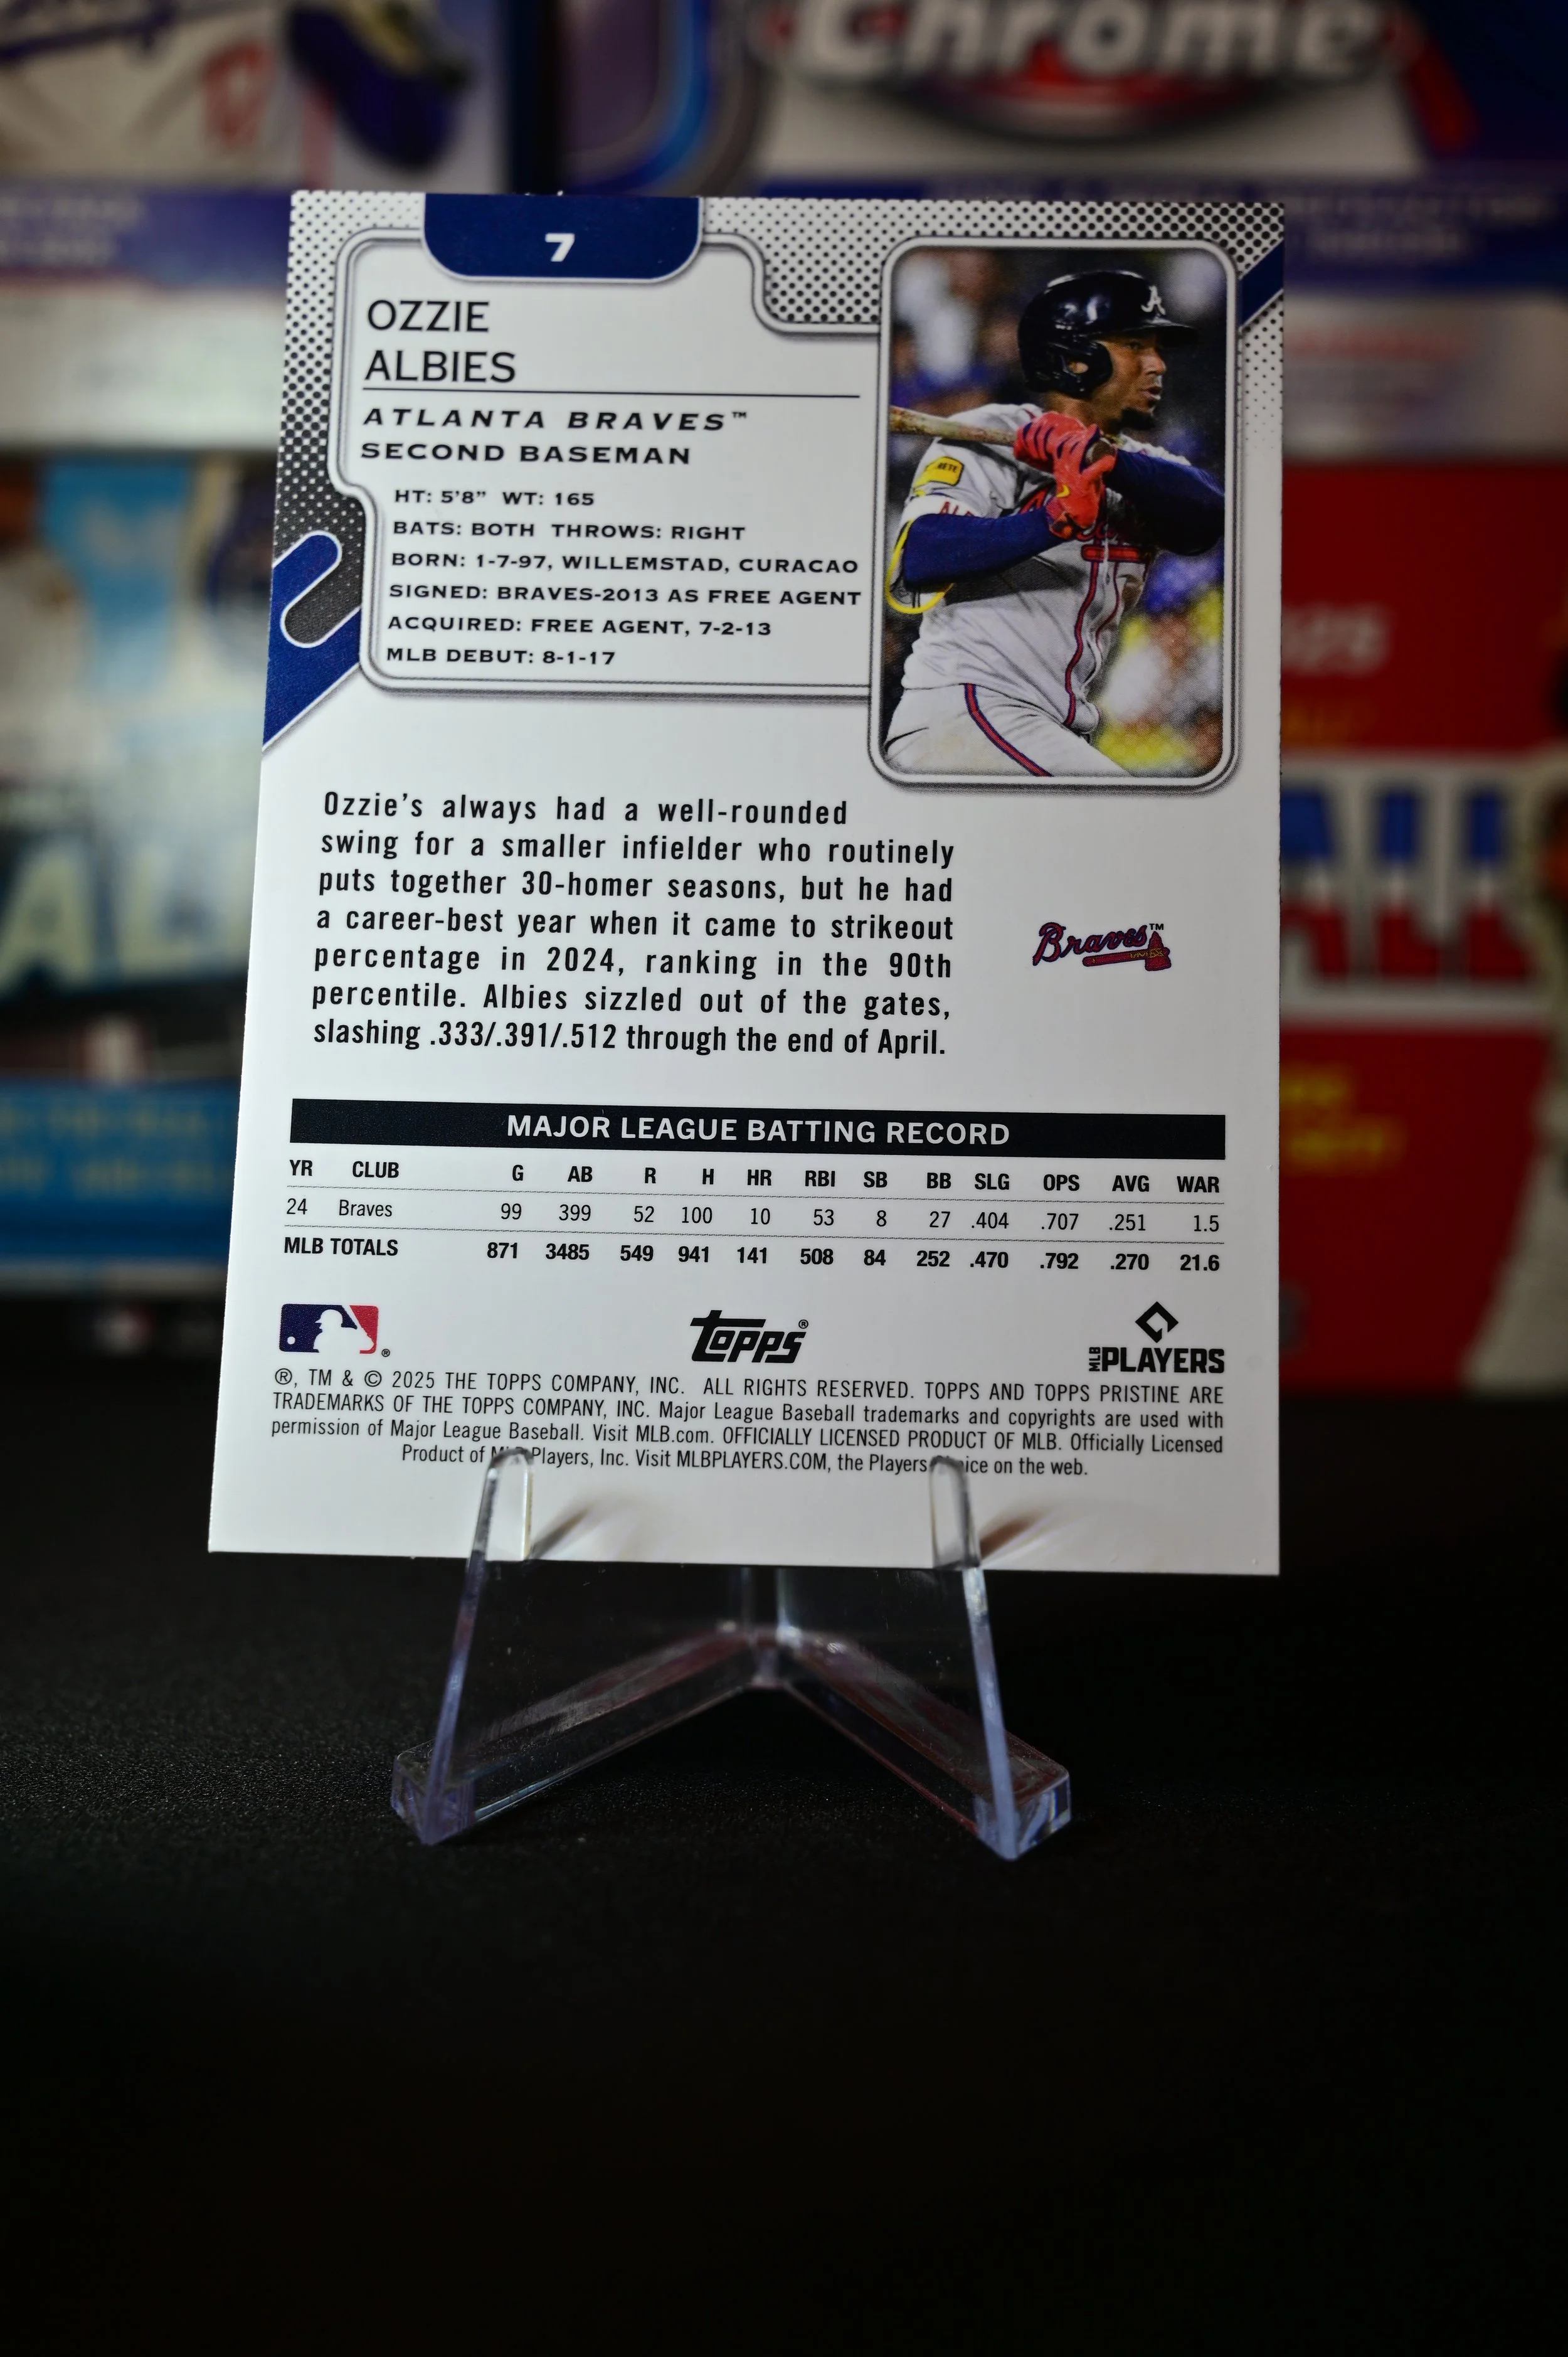 Chrome
7
OZZIE
ALBIES
ATLANTA BRAVES™
SECOND BASEMAN
HT: 5'8" WT: 165
BATS: BOTH THROWS: RIGHT
BORN: 1-7-97, WILLEMSTAD, CURACAO
SIGNED: BRAVES-2013 AS FREE AGENT
ACQUIRED: FREE AGENT, 7-2-13
MLB DEBUT: 8-1-17
A
Ozzie's always had a well-rounded
swing for a smaller infielder who routinely
puts together 30-homer seasons, but he had
a career-best year when it came to strikeout
percentage in 2024, ranking in the 90th
percentile. Albies sizzled out of the gates,
slashing .333/.391/.512 through the end of April.
Braves™
MAJOR LEAGUE BATTING RECORD
YR CLUB G AB R H HR RBI SB BB SLG OPS AVG WAR
24 Braves 99 399 52 100 10 53 8 27 .404 .707 .251 1.5
MLB TOTALS 871 3485 549 941 141 508 84 252 .470 .792 .270 21.6
® topps® MLB PLAYERS
®, TM & © 2025 THE TOPPS COMPANY, INC. ALL RIGHTS RESERVED. TOPPS AND TOPPS PRISTINE ARE
TRADEMARKS OF THE TOPPS COMPANY, INC. Major League Baseball trademarks and copyrights are used with
permission of Major League Baseball. Visit MLB.com. OFFICIALLY LICENSED PRODUCT OF MLB. Officially Licensed
Product of MLB Players, Inc. Visit MLBPLAYERS.COM, the Players Choice on the web.